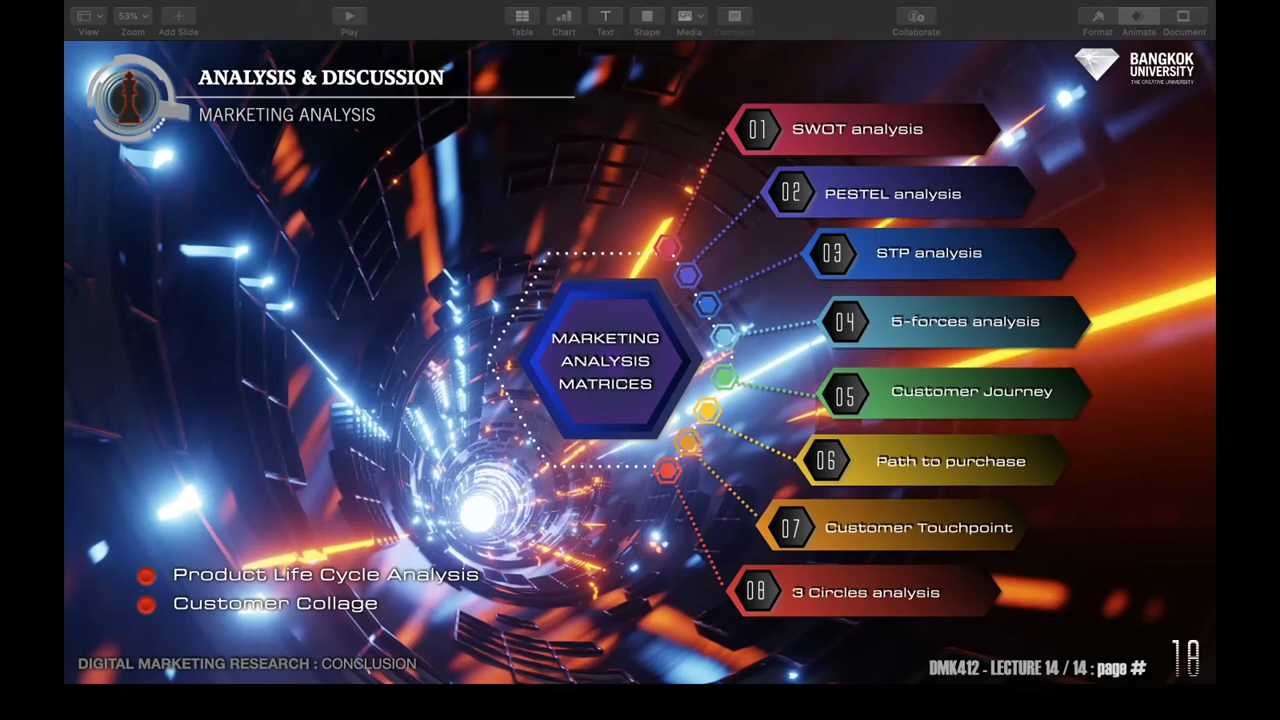 View
53%
Zoom
Add Slide
Play
Table
Chart
T
Text
Shape
Media
Comment
Collaborate
Format
Animate
Document
ANALYSIS & DISCUSSION
MARKETING ANALYSIS
BANGKOK
UNIVERSITY
THE CREATIVE UNIVERSITY
01 SWOT analysis
02 PESTEL analysis
03 STP analysis
04 5-forces analysis
MARKETING
ANALYSIS
MATRICES
05 Customer Journey
06 Path to purchase
07 Customer Touchpoint
08 3 Circles analysis
Product Life Cycle Analysis
Customer Collage
DIGITAL MARKETING RESEARCH : CONCLUSION
DMK412 - LECTURE 14 / 14 : page # 18